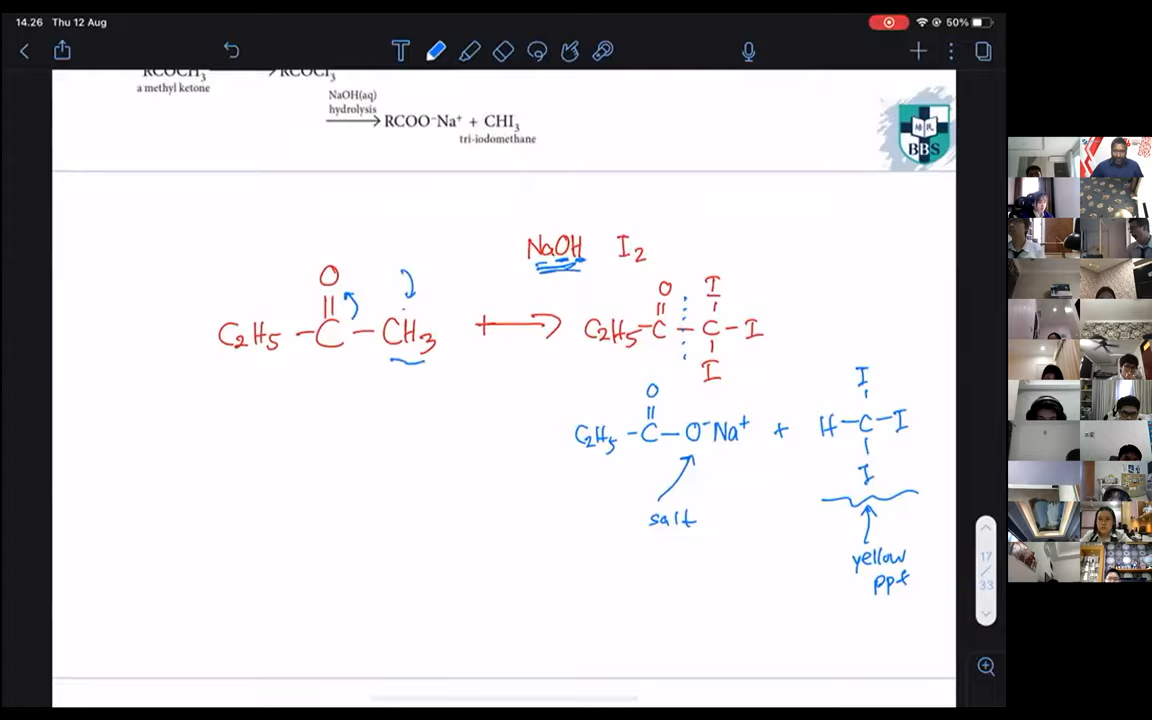 14.26 Thu 12 Aug
50%
RCOCH3 → RCOCI3
a methyl ketone
NaOH(aq)
hydrolysis
RCOO⁻Na⁺ + CHI3
tri-iodomethane
BBS
NaOH I2
O
C2H5 – C – CH3
O I
C2H5 – C – C – I
I
O
C2H5 – C – O⁻Na⁺ +
I
H – C – I
I
salt
yellow
ppt
17
/
33